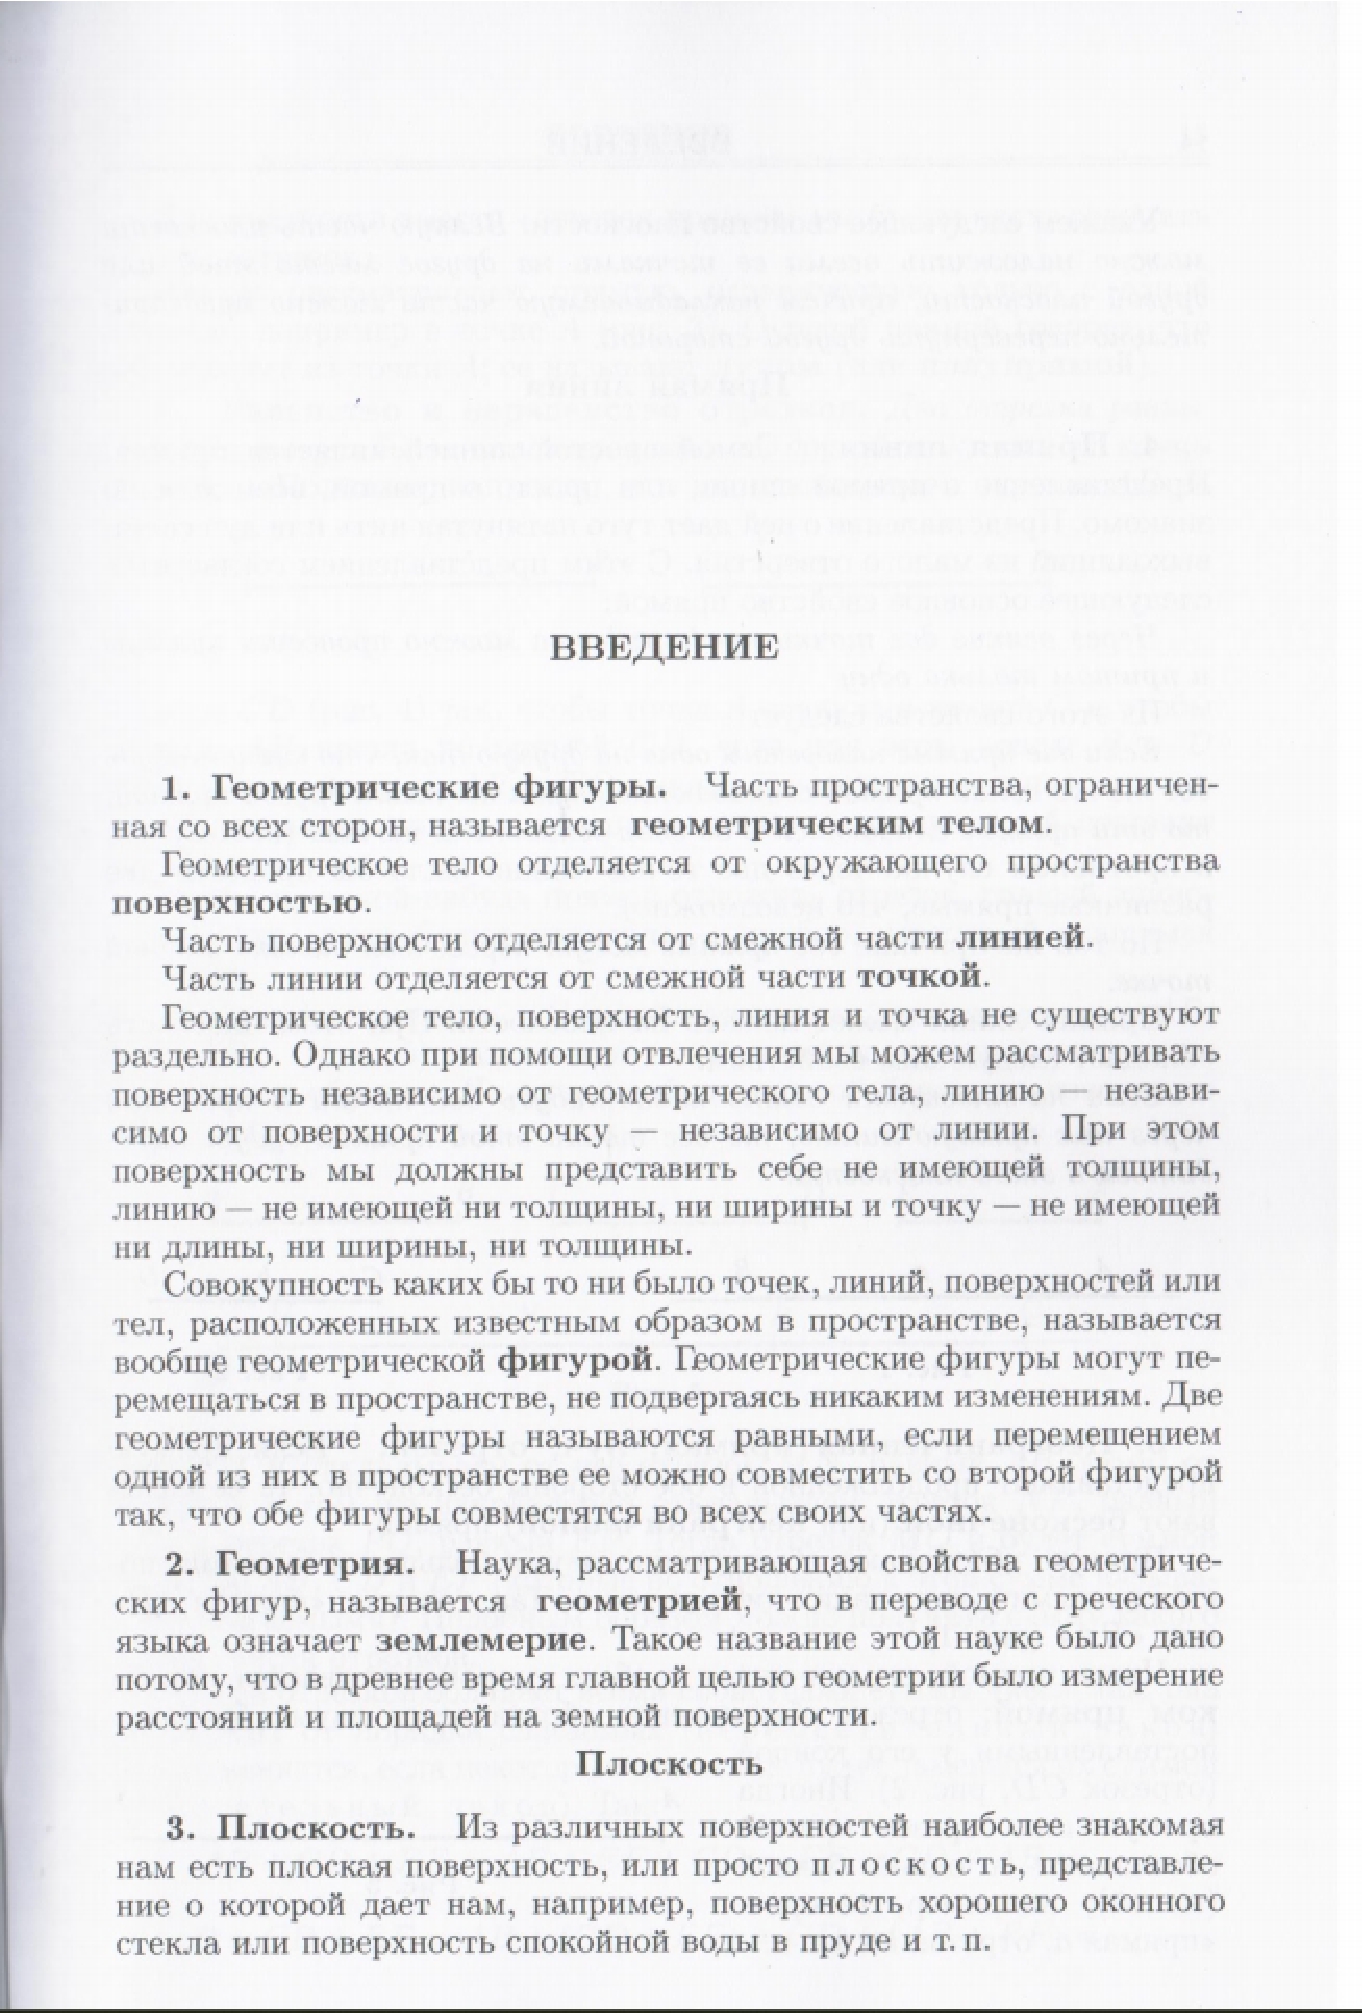 ВВЕДЕНИЕ
1. Геометрические фигуры. Часть пространства, ограничен-
ная со всех сторон, называется геометрическим телом.
Геометрическое тело отделяется от окружающего пространства
поверхностью.
Часть поверхности отделяется от смежной части линией.
Часть линии отделяется от смежной части точкой.
Геометрическое тело, поверхность, линия и точка не существуют
раздельно. Однако при помощи отвлечения мы можем рассматривать
поверхность независимо от геометрического тела, линию — незави-
симо от поверхности и точку — независимо от линии. При этом
поверхность мы должны представить себе не имеющей толщины,
линию — не имеющей ни толщины, ни ширины и точку — не имеющей
ни длины, ни ширины, ни толщины.
Совокупность каких бы то ни было точек, линий, поверхностей или
тел, расположенных известным образом в пространстве, называется
вообще геометрической фигурой. Геометрические фигуры могут пе-
ремещаться в пространстве, не подвергаясь никаким изменениям. Две
геометрические фигуры называются равными, если перемещением
одной из них в пространстве ее можно совместить со второй фигурой
так, что обе фигуры совместятся во всех своих частях.
2. Геометрия. Наука, рассматривающая свойства геометриче-
ских фигур, называется геометрией, что в переводе с греческого
языка означает землемерие. Такое название этой науке было дано
потому, что в древнее время главной целью геометрии было измерение
расстояний и площадей на земной поверхности.
Плоскость
3. Плоскость. Из различных поверхностей наиболее знакомая
нам есть плоская поверхность, или просто плоскость, представле-
ние о которой дает нам, например, поверхность хорошего оконного
стекла или поверхность спокойной воды в пруде и т. п.